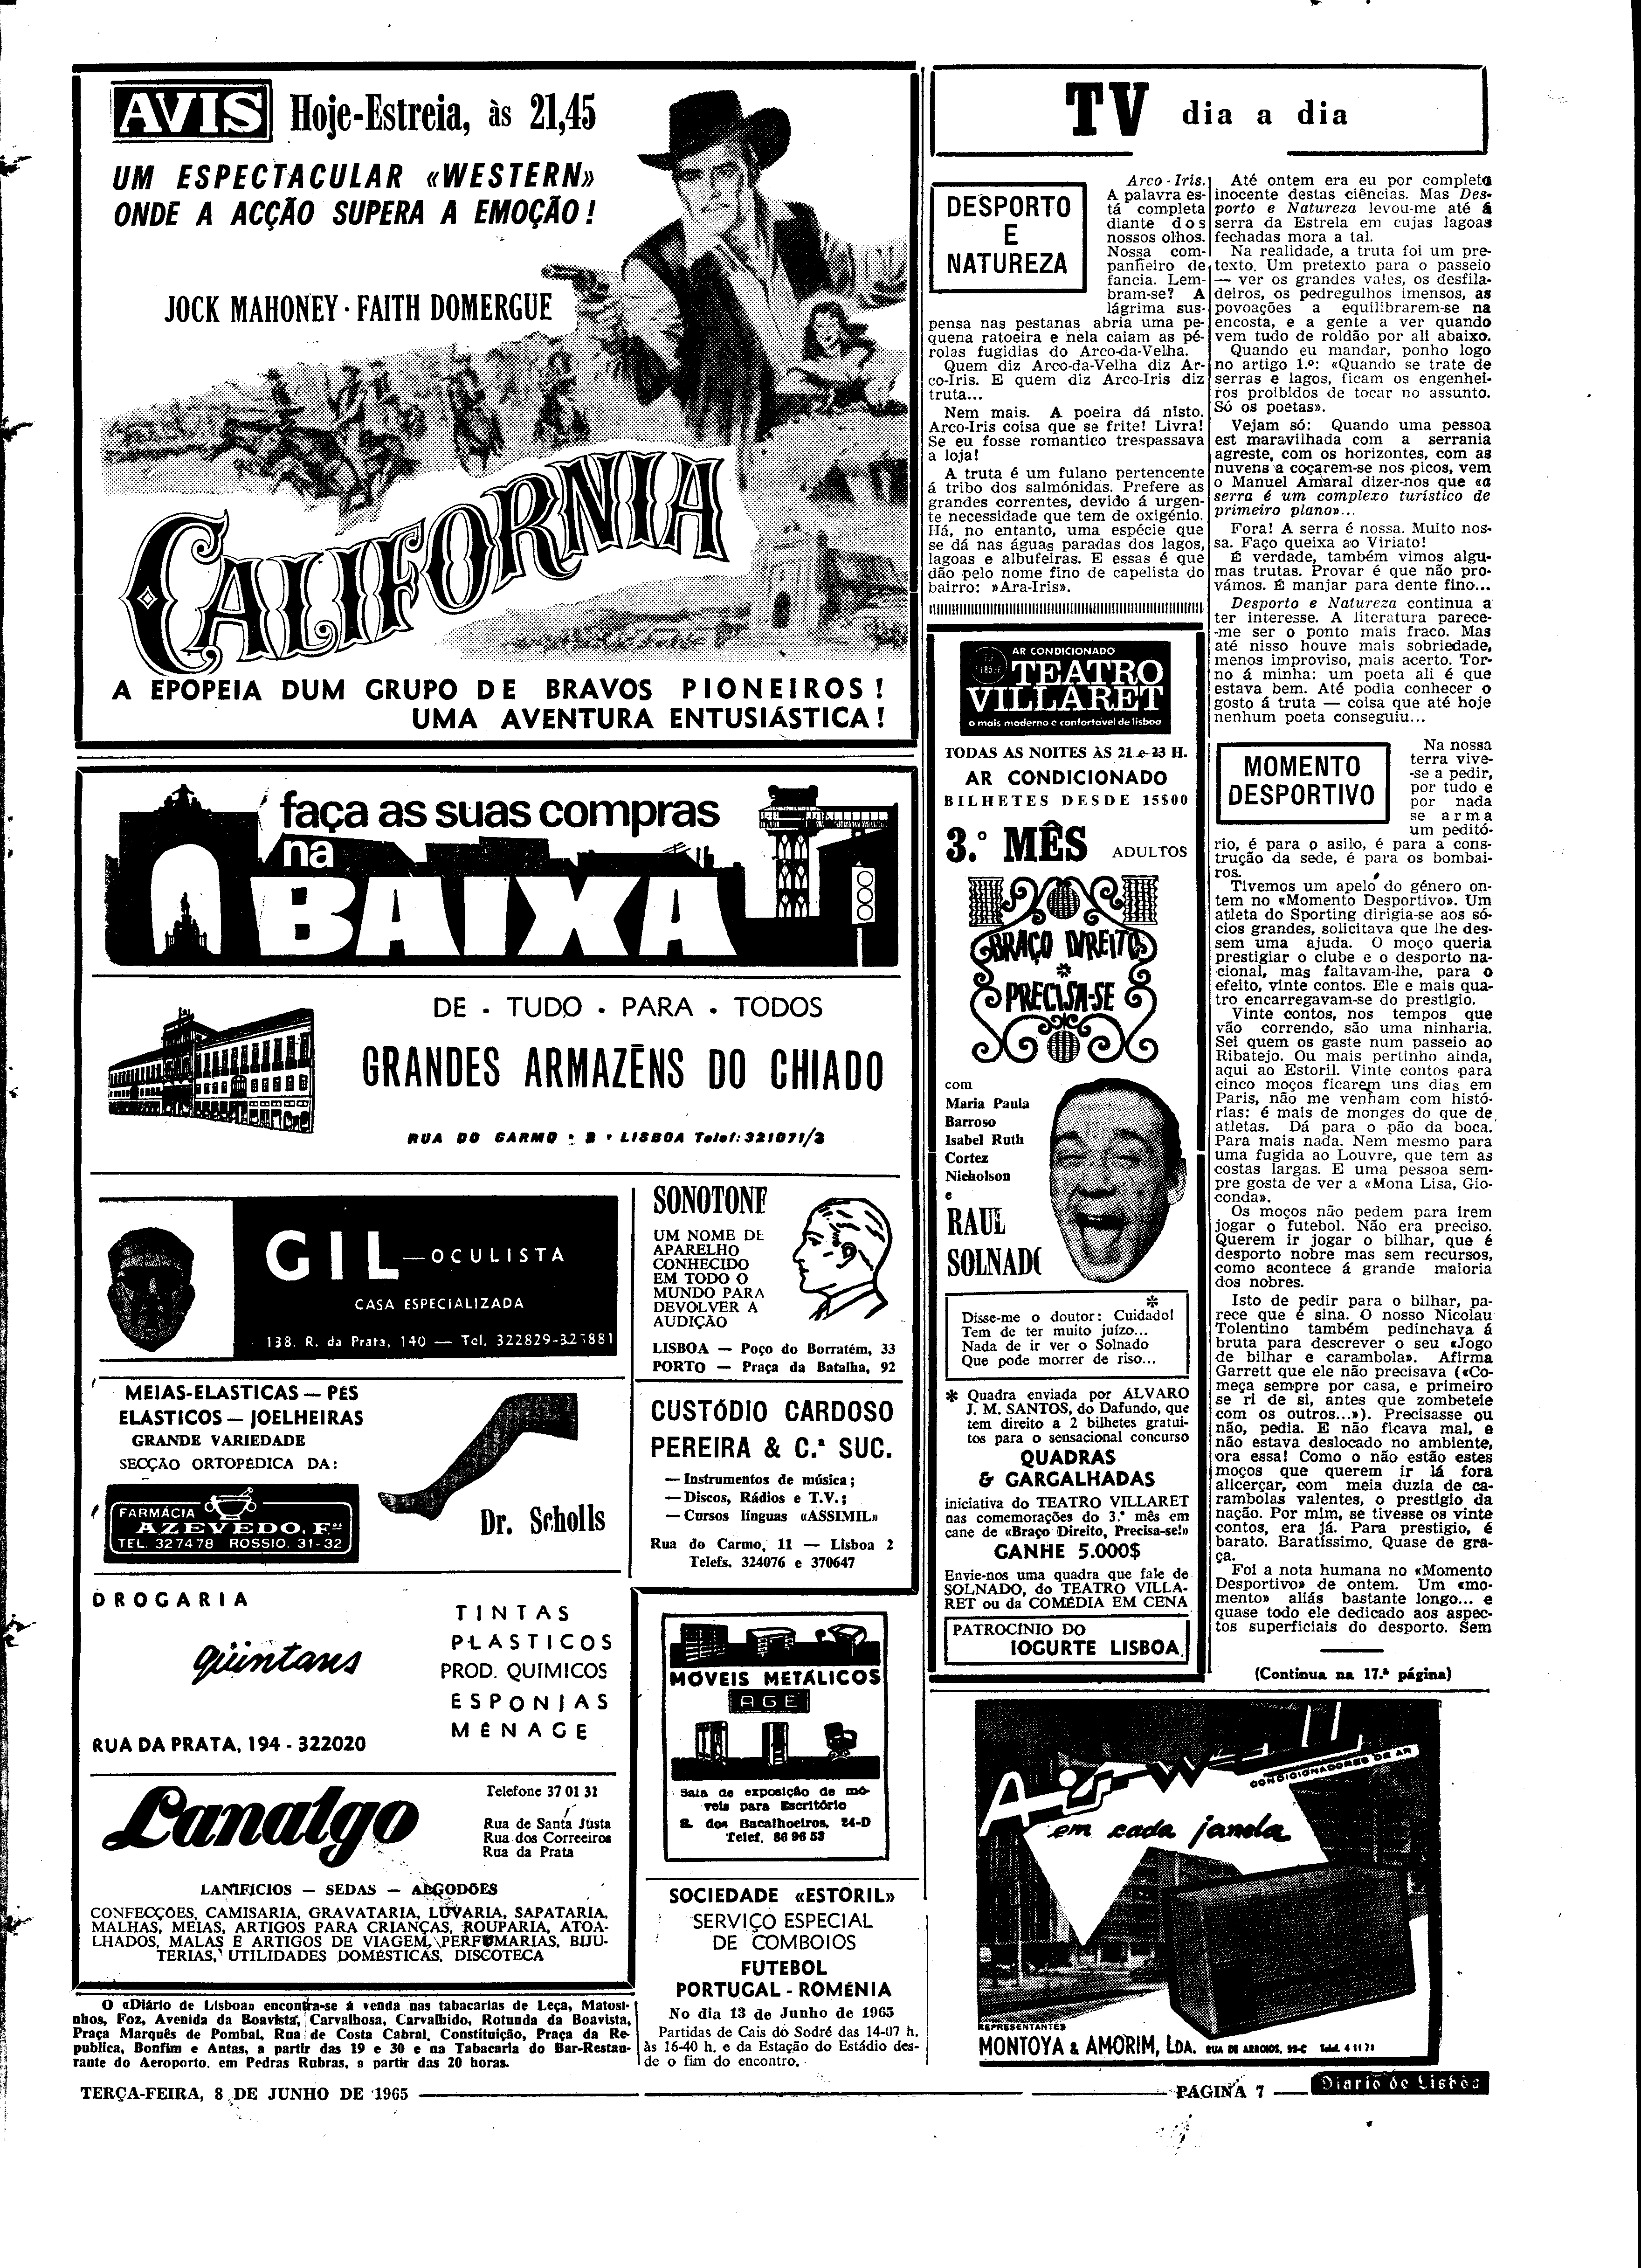 AVIS Hoje-Estreia, às 21,45
UM ESPECTACULAR «WESTERN»
ONDE A ACÇÃO SUPERA A EMOÇÃO!
JOCK MAHONEY · FAITH DOMERGUE
CALIFORNIA
A EPOPEIA DUM GRUPO DE BRAVOS PIONEIROS!
UMA AVENTURA ENTUSIÁSTICA!
faça as suas compras
na
BAIXA
DE . TUDO . PARA . TODOS
GRANDES ARMAZÉNS DO CHIADO
RUA DO CARMO · 2 · LISBOA Telef: 321071/2
GIL — OCULISTA
CASA ESPECIALIZADA
138. R. da Prata, 140 — Tel. 322829-325881
SONOTONE
UM NOME DE
APARELHO
CONHECIDO
EM TODO O
MUNDO PARA
DEVOLVER A
AUDIÇÃO
LISBOA — Poço do Borratém, 33
PORTO — Praça da Batalha, 92
MEIAS-ELASTICAS — PÉS
ELASTICOS — JOELHEIRAS
GRANDE VARIEDADE
SECÇÃO ORTOPÉDICA DA:
FARMÁCIA
AZEVEDO, F.os
TEL. 327478 ROSSIO, 31-32
Dr. Scholls
CUSTÓDIO CARDOSO
PEREIRA & C.ª SUC.
— Instrumentos de música;
— Discos, Rádios e T.V.;
— Cursos línguas «ASSIMIL»
Rua do Carmo, 11 — Lisboa 2
Telefs. 324076 e 370647
DROGARIA
quintans
RUA DA PRATA, 194 - 322020
TINTAS
PLASTICOS
PROD. QUIMICOS
ESPONJAS
MÉNAGE
MÓVEIS METÁLICOS
AGE
Sala de exposição de mó-
veis para Escritório
R. dos Bacalhoeiros, 24-D
Telef. 86 96 53
Lanalgo
Telefone 37 01 31
Rua de Santa Justa
Rua dos Correeiros
Rua da Prata
LANIFÍCIOS — SEDAS — ALGODÕES
CONFECÇÕES, CAMISARIA, GRAVATARIA, LUVARIA, SAPATARIA,
MALHAS, MEIAS, ARTIGOS PARA CRIANÇAS, ROUPARIA, ATOA-
LHADOS, MALAS E ARTIGOS DE VIAGEM, PERFUMARIAS, BIJU-
TERIAS, UTILIDADES DOMÉSTICAS, DISCOTECA
O «Diário de Lisboa» encontra-se á venda nas tabacarias de Leça, Matosi-
nhos, Foz, Avenida da Boavista, Carvalhosa, Carvalhido, Rotunda da Boavista,
Praça Marquês de Pombal, Rua de Costa Cabral, Constituição, Praça da Re-
publica, Bonfim e Antas, a partir das 19 e 30 e na Tabacaria do Bar-Restau-
rante do Aeroporto, em Pedras Rubras, a partir das 20 horas.
SOCIEDADE «ESTORIL»
SERVIÇO ESPECIAL
DE COMBOIOS
FUTEBOL
PORTUGAL - ROMÉNIA
No dia 13 de Junho de 1965
Partidas de Cais do Sodré das 14-07 h.
às 16-40 h. e da Estação do Estádio des-
de o fim do encontro.
TV dia a dia
DESPORTO
E
NATUREZA
Arco-Iris.
A palavra es-
tá completa
diante dos
nossos olhos.
Nossa com-
panheiro de
fancia. Lem-
bram-se? A
lágrima sus-
pensa nas pestanas abria uma pe-
quena ratoeira e nela caiam as pé-
rolas fugidias do Arco-da-Velha.
Quem diz Arco-da-Velha diz Ar-
co-Iris. E quem diz Arco-Iris diz
truta...
Nem mais. A poeira dá nisto.
Arco-Iris coisa que se frite! Livra!
Se eu fosse romantico trespassava
a loja!
A truta é um fulano pertencente
á tribo dos salmónidas. Prefere as
grandes correntes, devido á urgen-
te necessidade que tem de oxigénio.
Há, no entanto, uma espécie que
se dá nas águas paradas dos lagos,
lagoas e albufeiras. E essas é que
dão pelo nome fino de capelista do
bairro: »Ara-Iris».
AR CONDICIONADO
TEATRO
VILLARET
o mais moderno e confortável de lisboa
TODAS AS NOITES ÀS 21 e 23 H.
AR CONDICIONADO
BILHETES DESDE 15$00
3.º MÊS ADULTOS
BRAÇO DIREITO
*
PRECISA-SE
com
Maria Paula
Barroso
Isabel Ruth
Cortez
Nicholson
e
RAUL
SOLNADO
*
Disse-me o doutor: Cuidado!
Tem de ter muito juízo...
Nada de ir ver o Solnado
Que pode morrer de riso...
* Quadra enviada por ÁLVARO
J. M. SANTOS, do Dafundo, que
tem direito a 2 bilhetes gratui-
tos para o sensacional concurso
QUADRAS
& GARGALHADAS
iniciativa do TEATRO VILLARET
nas comemorações do 3.º mês em
cane de «Braço Direito, Precisa-se!»
GANHE 5.000$
Envie-nos uma quadra que fale de
SOLNADO, do TEATRO VILLA-
RET ou da COMÉDIA EM CENA
PATROCÍNIO DO
IOGURTE LISBOA
Até ontem era eu por completo
inocente destas ciências. Mas Des-
porto e Natureza levou-me até á
serra da Estrela em cujas lagoas
fechadas mora a tal.
Na realidade, a truta foi um pre-
texto. Um pretexto para o passeio
— ver os grandes vales, os desfila-
deiros, os pedregulhos imensos, as
povoações a equilibrarem-se na
encosta, e a gente a ver quando
vem tudo de roldão por ali abaixo.
Quando eu mandar, ponho logo
no artigo 1.º: «Quando se trate de
serras e lagos, ficam os engenhei-
ros proibidos de tocar no assunto.
Só os poetas».
Vejam só: Quando uma pessoa
est maravilhada com a serrania
agreste, com os horizontes, com as
nuvens a coçarem-se nos picos, vem
o Manuel Amaral dizer-nos que «a
serra é um complexo turístico de
primeiro plano»...
Fora! A serra é nossa. Muito nos-
sa. Faço queixa ao Viriato!
É verdade, também vimos algu-
mas trutas. Provar é que não pro-
vámos. É manjar para dente fino...
Desporto e Natureza continua a
ter interesse. A literatura parece-
-me ser o ponto mais fraco. Mas
até nisso houve mais sobriedade,
menos improviso, mais acerto. Tor-
no á minha: um poeta ali é que
estava bem. Até podia conhecer o
gosto á truta — coisa que até hoje
nenhum poeta conseguiu...
MOMENTO
DESPORTIVO
Na nossa
terra vive-
-se a pedir,
por tudo e
por nada
se arma
um peditó-
rio, é para o asilo, é para a cons-
trução da sede, é para os bombai-
ros.
Tivemos um apelo do género on-
tem no «Momento Desportivo». Um
atleta do Sporting dirigia-se aos só-
cios grandes, solicitava que lhe des-
sem uma ajuda. O moço queria
prestigiar o clube e o desporto na-
cional, mas faltavam-lhe, para o
efeito, vinte contos. Ele e mais qua-
tro encarregavam-se do prestigio.
Vinte contos, nos tempos que
vão correndo, são uma ninharia.
Sei quem os gaste num passeio ao
Ribatejo. Ou mais pertinho ainda,
aqui ao Estoril. Vinte contos para
cinco moços ficarem uns dias em
Paris, não me venham com histó-
rias: é mais de monges do que de
atletas. Dá para o pão da boca.
Para mais nada. Nem mesmo para
uma fugida ao Louvre, que tem as
costas largas. E uma pessoa sem-
pre gosta de ver a «Mona Lisa, Gio-
conda».
Os moços não pedem para irem
jogar o futebol. Não era preciso.
Querem ir jogar o bilhar, que é
desporto nobre mas sem recursos,
como acontece á grande maioria
dos nobres.
Isto de pedir para o bilhar, pa-
rece que é sina. O nosso Nicolau
Tolentino também pedinchava á
bruta para descrever o seu «Jogo
de bilhar e carambola». Afirma
Garrett que ele não precisava («Co-
meça sempre por casa, e primeiro
se ri de si, antes que zombeteie
com os outros...»). Precisasse ou
não, pedia. E não ficava mal, e
não estava deslocado no ambiente,
ora essa! Como o não estão estes
moços que querem ir lá fora
alicerçar, com meia duzia de ca-
rambolas valentes, o prestigio da
nação. Por mim, se tivesse os vinte
contos, era já. Para prestigio, é
barato. Baratíssimo. Quase de gra-
ça.
Foi a nota humana no «Momento
Desportivo» de ontem. Um «mo-
mento» aliás bastante longo... e
quase todo ele dedicado aos aspec-
tos superficiais do desporto. Sem
(Continua na 17.ª página)
CONDICIONADORES DE AR
em cada janela
REPRESENTANTES
MONTOYA & AMORIM, LDA. RUA DE ARROIOS, 99-C Telef. 4 11 71
TERÇA-FEIRA, 8 DE JUNHO DE 1965 — PÁGINA 7 — Diario de Lisboa